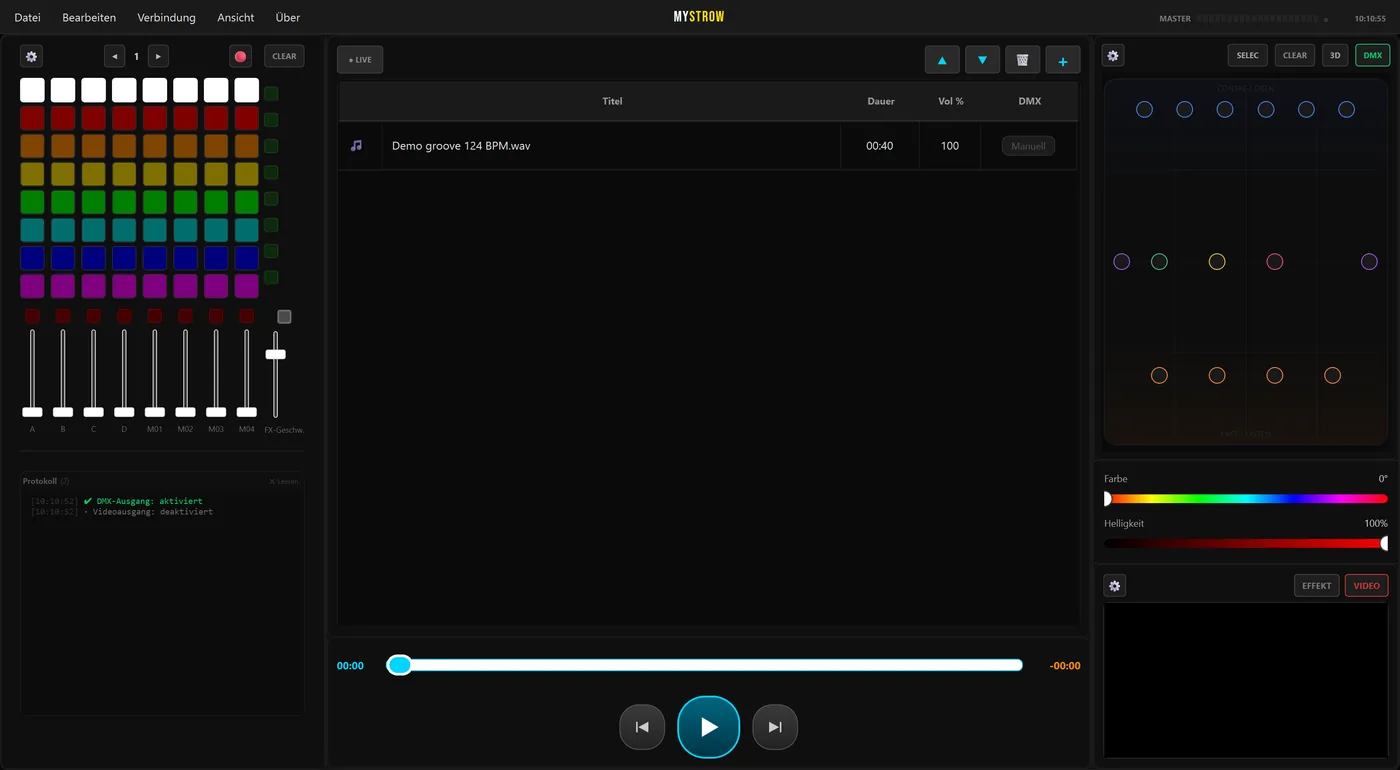 Datei Bearbeiten Verbindung Ansicht Über
MYSTROW
MASTER
10:10:55
◄ 1 ►
CLEAR
A B C D M01 M02 M03 M04 FX-Geschw.
Protokoll (2)
✕ Leeren
[10:10:52] ✔ DMX-Ausgang: aktiviert
[10:10:52] · Videoausgang: deaktiviert
● LIVE
▲ ▼ +
Titel Dauer Vol % DMX
Demo groove 124 BPM.wav 00:40 100 Manuell
00:00
-00:00
SELEC CLEAR 3D DMX
Farbe 0°
Helligkeit 100%
EFFEKT VIDEO